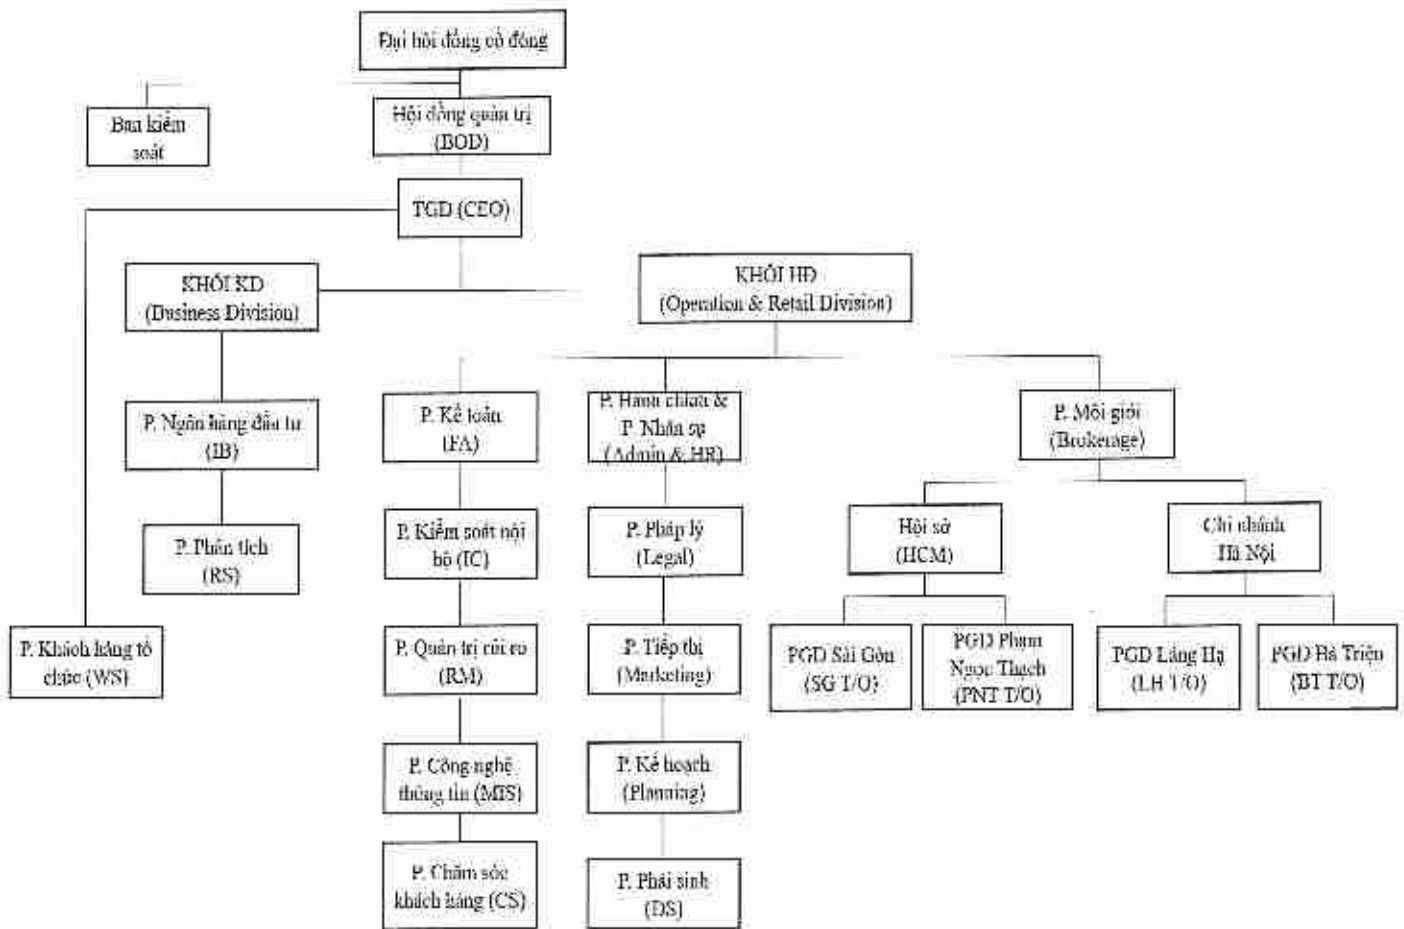 Đại hội đồng cổ đông
Ban kiểm
soát
Hội đồng quản trị
(BOD)
TGD (CEO)
KHỐI KD
(Business Division)
KHỐI HĐ
(Operation & Retail Division)
P. Ngân hàng đầu tư
(IB)
P. Kế toán
(FA)
P. Hành chính &
P. Nhân sự
(Admin & HR)
P. Môi giới
(Brokerage)
P. Phân tích
(RS)
P. Kiểm soát nội
bộ (IC)
P. Pháp lý
(Legal)
Hội sở
(HCM)
Chi nhánh
Hà Nội
P. Khách hàng tổ
chức (WS)
P. Quản trị rủi ro
(RM)
P. Tiếp thị
(Marketing)
PGD Sài Gòn
(SG T/O)
PGD Phạm
Ngọc Thạch
(PNT T/O)
PGD Láng Hạ
(LH T/O)
PGD Bà Triệu
(BT T/O)
P. Công nghệ
thông tin (MIS)
P. Kế hoạch
(Planning)
P. Chăm sóc
khách hàng (CS)
P. Phái sinh
(DS)